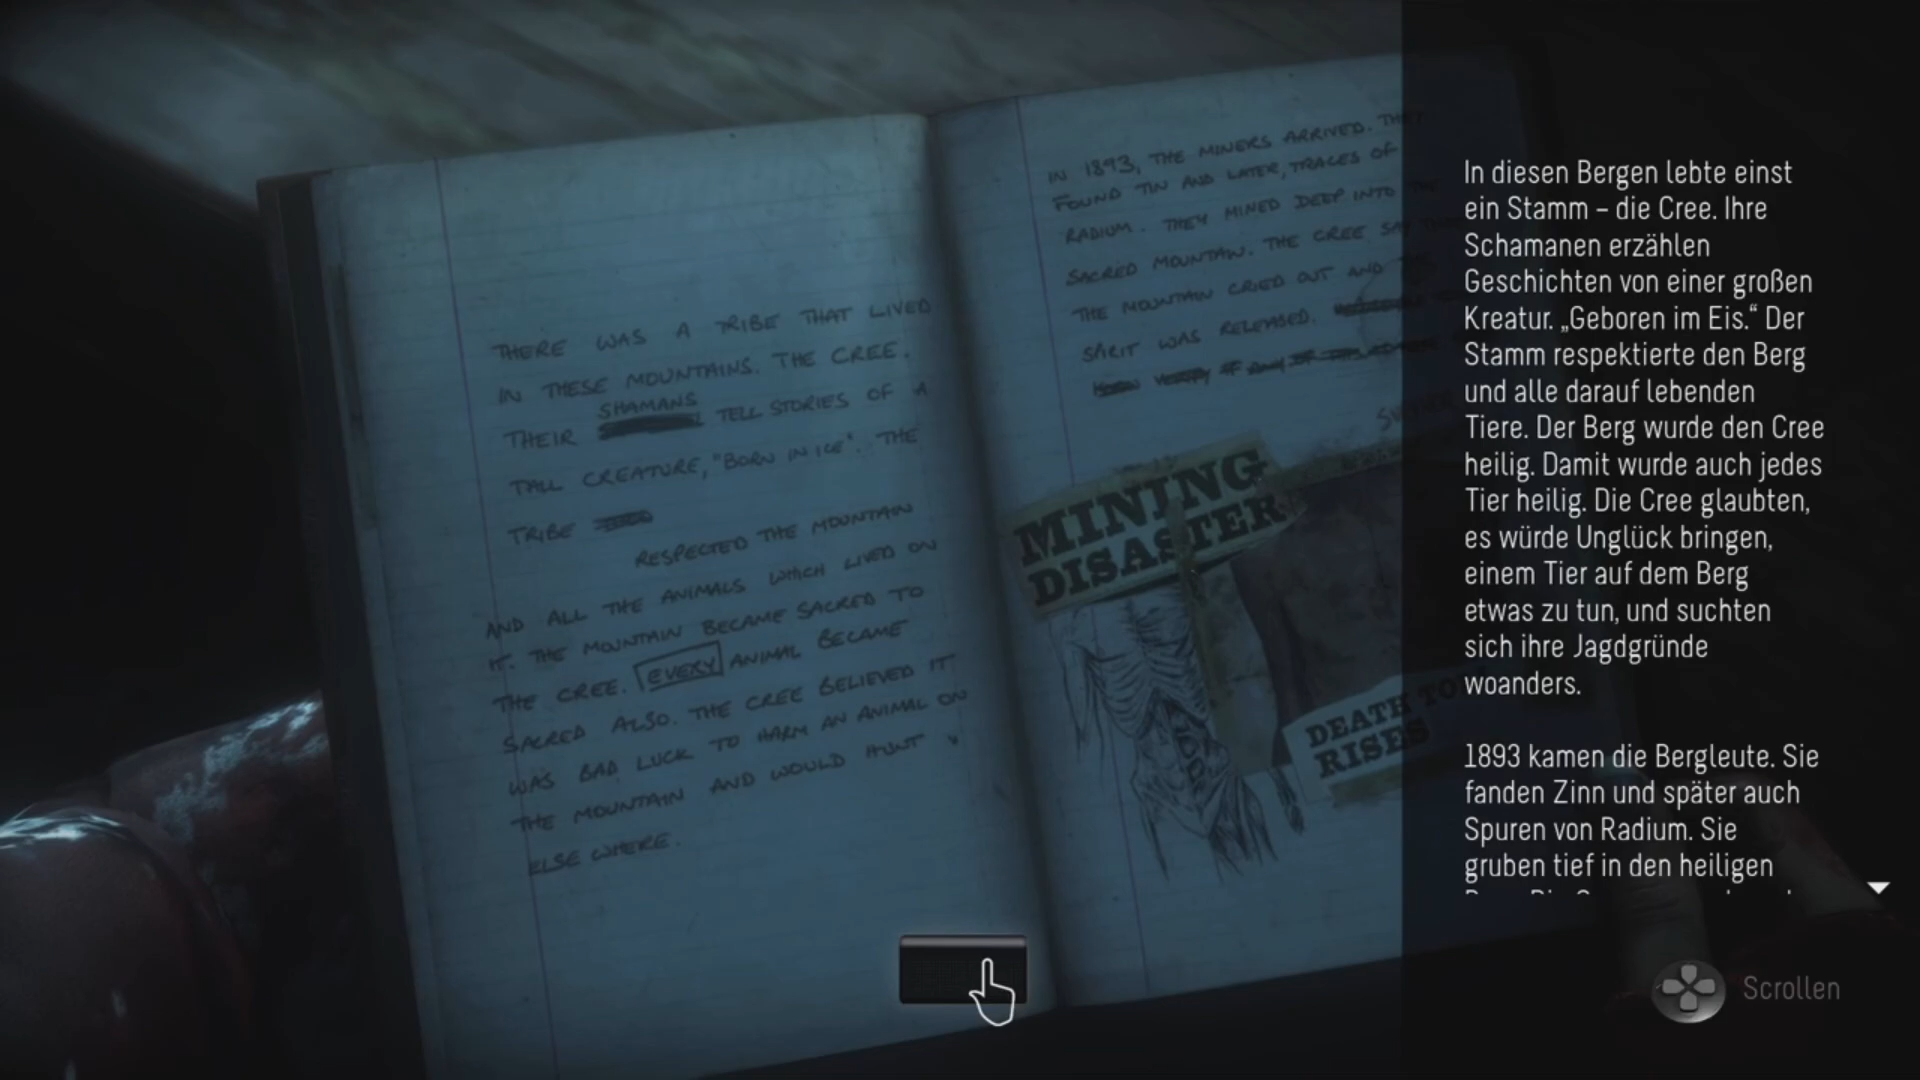 THERE WAS A TRIBE THAT LIVED
IN THESE MOUNTAINS. THE CREE.
SHAMANS
THEIR TELL STORIES OF A
TALL CREATURE, "BORN IN ICE". THE
TRIBE
RESPECTED THE MOUNTAIN
AND ALL THE ANIMALS WHICH LIVED ON
IT. THE MOUNTAIN BECAME SACRED TO
THE CREE. EVERY ANIMAL BECAME
SACRED ALSO. THE CREE BELIEVED IT
WAS BAD LUCK TO HARM AN ANIMAL ON
THE MOUNTAIN AND WOULD HUNT
ELSE WHERE.
IN 1893, THE MINERS ARRIVED. THEY
FOUND TIN AND LATER, TRACES OF
RADIUM. THEY MINED DEEP INTO THE
SACRED MOUNTAIN. THE CREE SAY
THE MOUNTAIN CRIED OUT AND
SPIRIT WAS RELEASED.
MINING
DISASTER
DEATH TO
RISES
In diesen Bergen lebte einst
ein Stamm – die Cree. Ihre
Schamanen erzählen
Geschichten von einer großen
Kreatur. „Geboren im Eis.“ Der
Stamm respektierte den Berg
und alle darauf lebenden
Tiere. Der Berg wurde den Cree
heilig. Damit wurde auch jedes
Tier heilig. Die Cree glaubten,
es würde Unglück bringen,
einem Tier auf dem Berg
etwas zu tun, und suchten
sich ihre Jagdgründe
woanders.
1893 kamen die Bergleute. Sie
fanden Zinn und später auch
Spuren von Radium. Sie
gruben tief in den heiligen
Scrollen